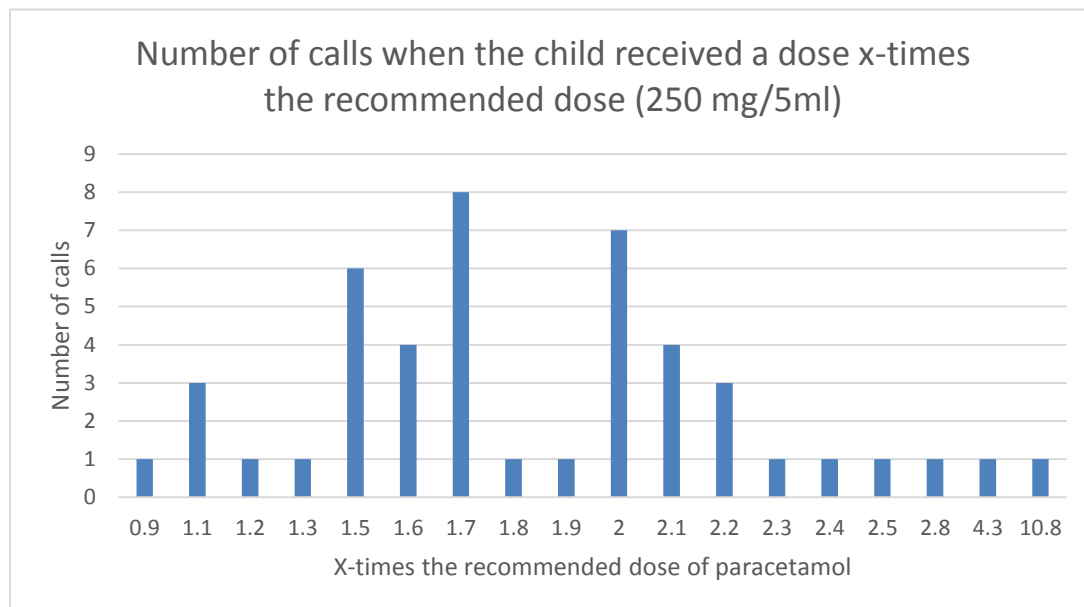 Number of calls when the child received a dose x-times
the recommended dose (250 mg/5ml)
9
8
7
6
5
4
3
2
1
0
Number of calls
0.9 1.1 1.2 1.3 1.5 1.6 1.7 1.8 1.9 2 2.1 2.2 2.3 2.4 2.5 2.8 4.3 10.8
X-times the recommended dose of paracetamol